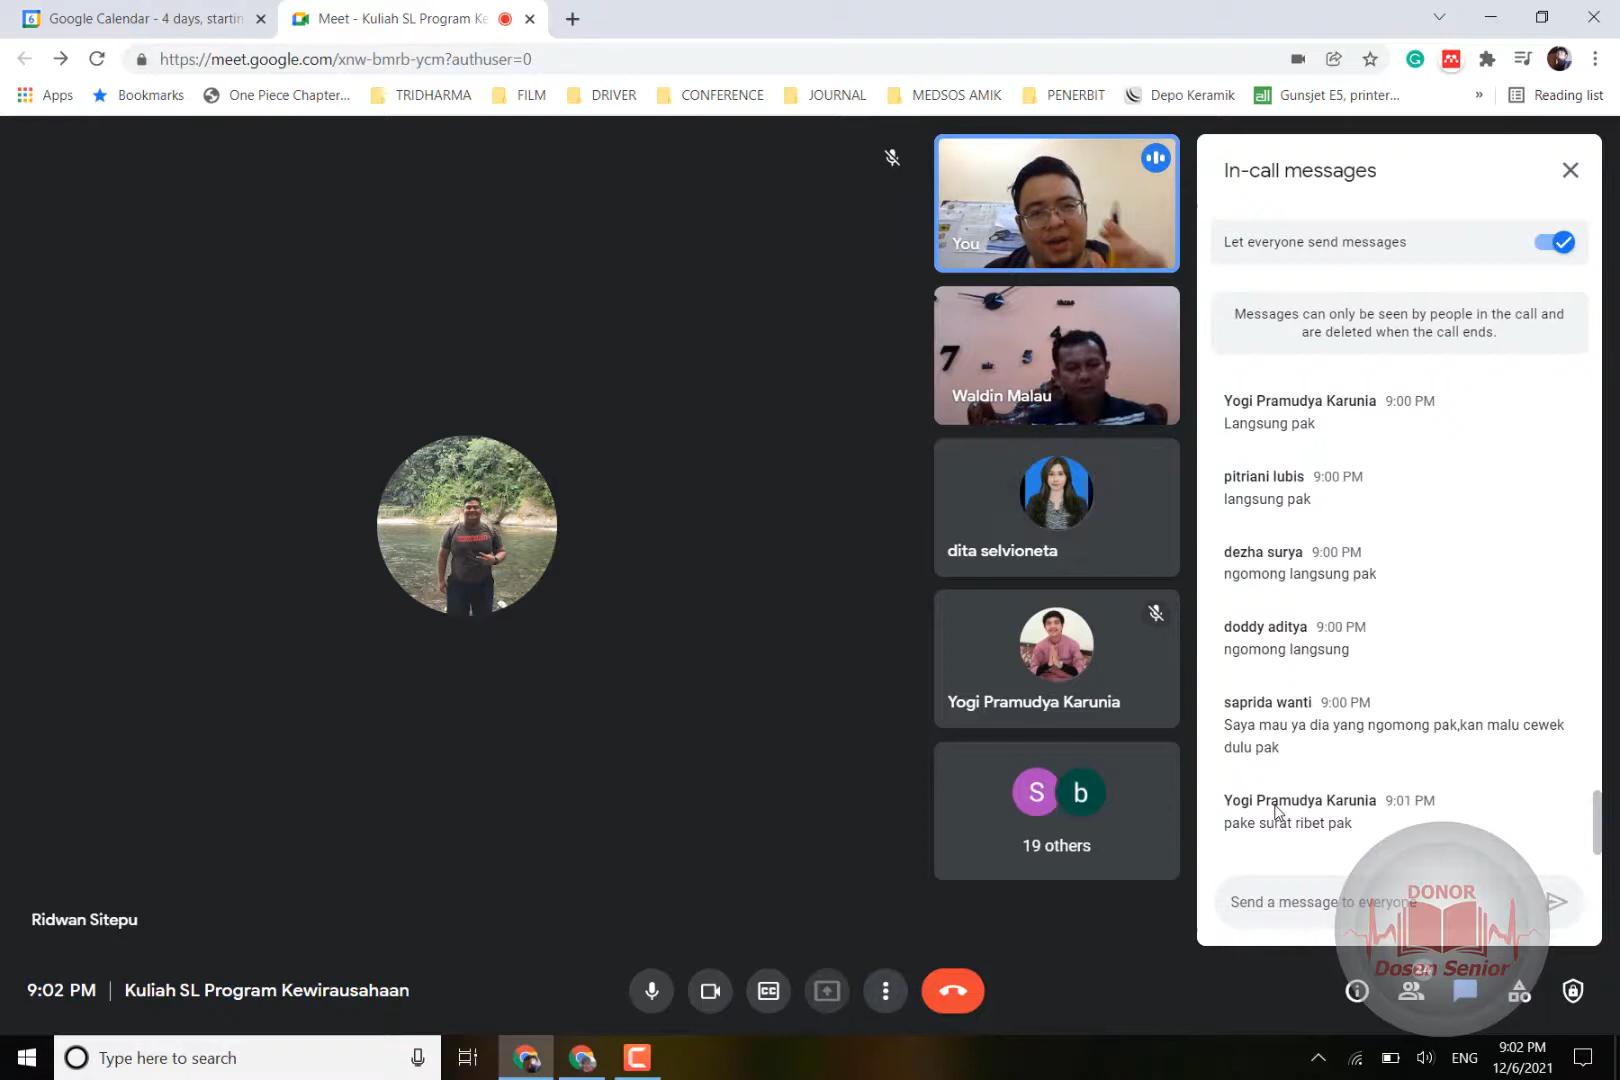 Google Calendar - 4 days, startin
Meet - Kuliah SL Program Ke
https://meet.google.com/xnw-bmrb-ycm?authuser=0
Apps
Bookmarks
One Piece Chapter...
TRIDHARMA
FILM
DRIVER
CONFERENCE
JOURNAL
MEDSOS AMIK
PENERBIT
Depo Keramik
Gunsjet E5, printer...
»
Reading list
You
7
5
4
Waldin Malau
dita selvioneta
Yogi Pramudya Karunia
S
b
19 others
Ridwan Sitepu
In-call messages
Let everyone send messages
Messages can only be seen by people in the call and
are deleted when the call ends.
Yogi Pramudya Karunia 9:00 PM
Langsung pak
pitriani lubis 9:00 PM
langsung pak
dezha surya 9:00 PM
ngomong langsung pak
doddy aditya 9:00 PM
ngomong langsung
saprida wanti 9:00 PM
Saya mau ya dia yang ngomong pak,kan malu cewek
dulu pak
Yogi Pramudya Karunia 9:01 PM
pake surat ribet pak
Send a message to everyone
DONOR
Dosen Senior
9:02 PM | Kuliah SL Program Kewirausahaan
CC
Type here to search
ENG
9:02 PM
12/6/2021